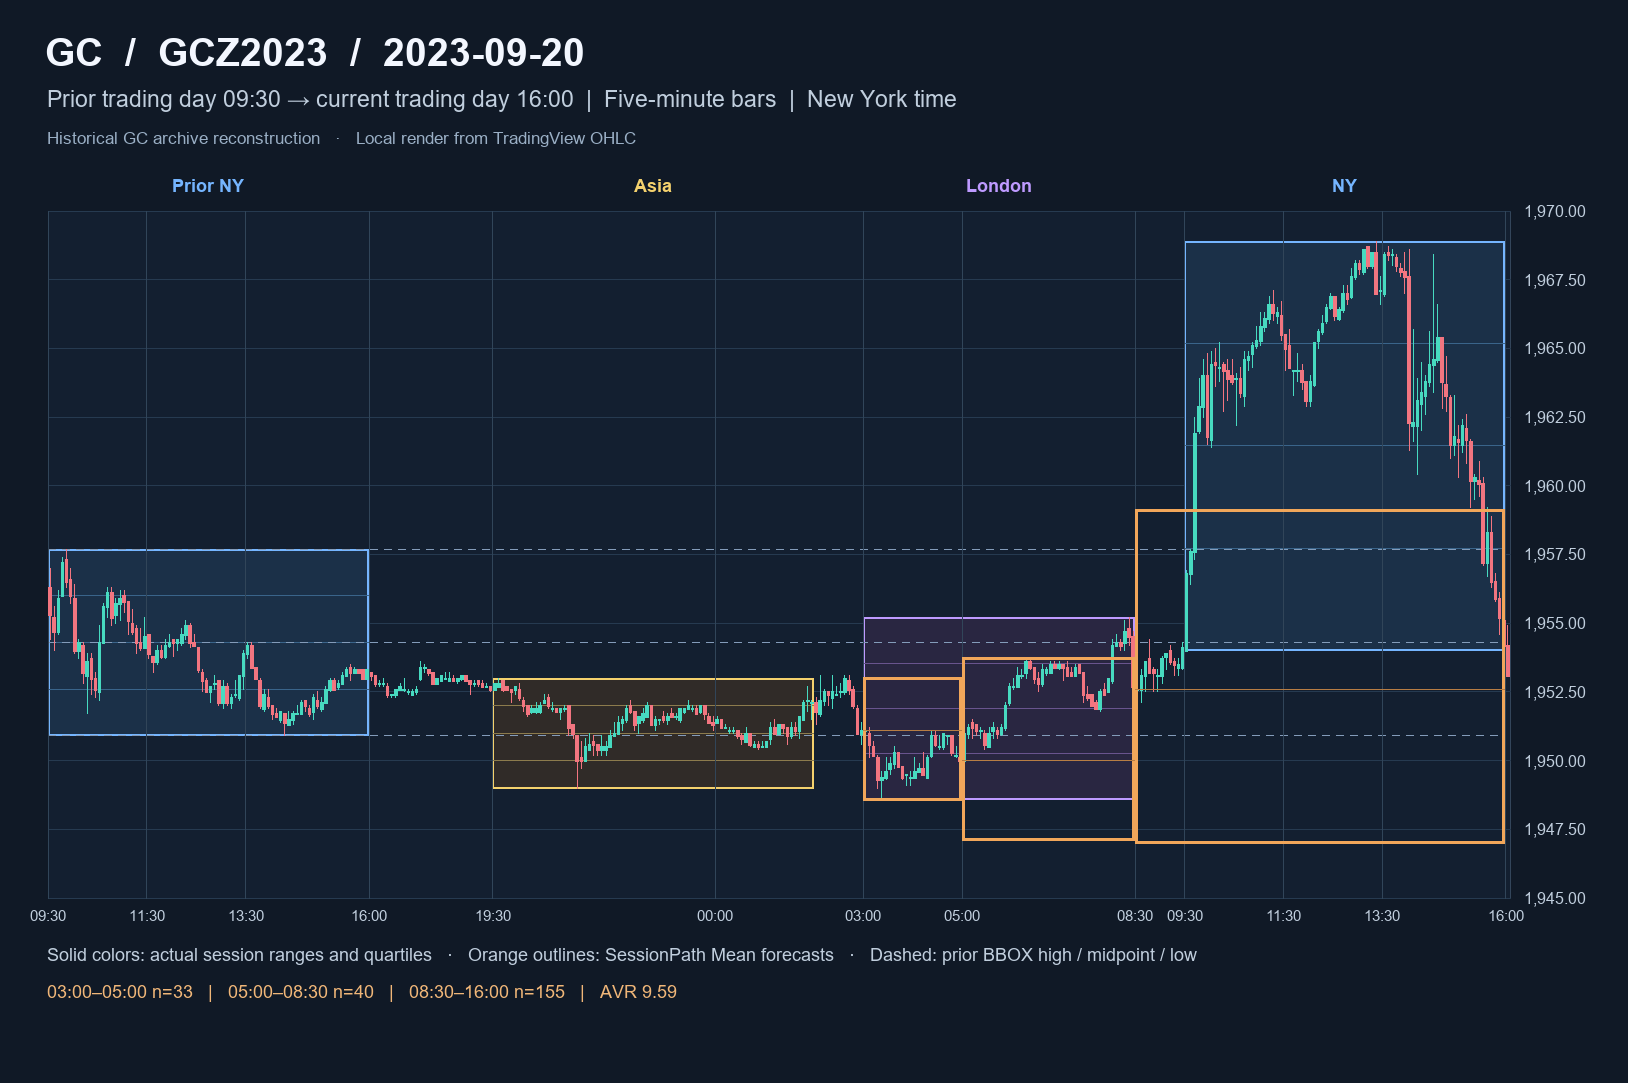 GC / GCZ2023 / 2023-09-20
Prior trading day 09:30 → current trading day 16:00 | Five-minute bars | New York time
Historical GC archive reconstruction · Local render from TradingView OHLC
Prior NY Asia London NY
1,970.00
1,967.50
1,965.00
1,962.50
1,960.00
1,957.50
1,955.00
1,952.50
1,950.00
1,947.50
1,945.00
09:30 11:30 13:30 16:00 19:30 00:00 03:00 05:00 08:30 09:30 11:30 13:30 16:00
Solid colors: actual session ranges and quartiles · Orange outlines: SessionPath Mean forecasts · Dashed: prior BBOX high / midpoint / low
03:00–05:00 n=33 | 05:00–08:30 n=40 | 08:30–16:00 n=155 | AVR 9.59